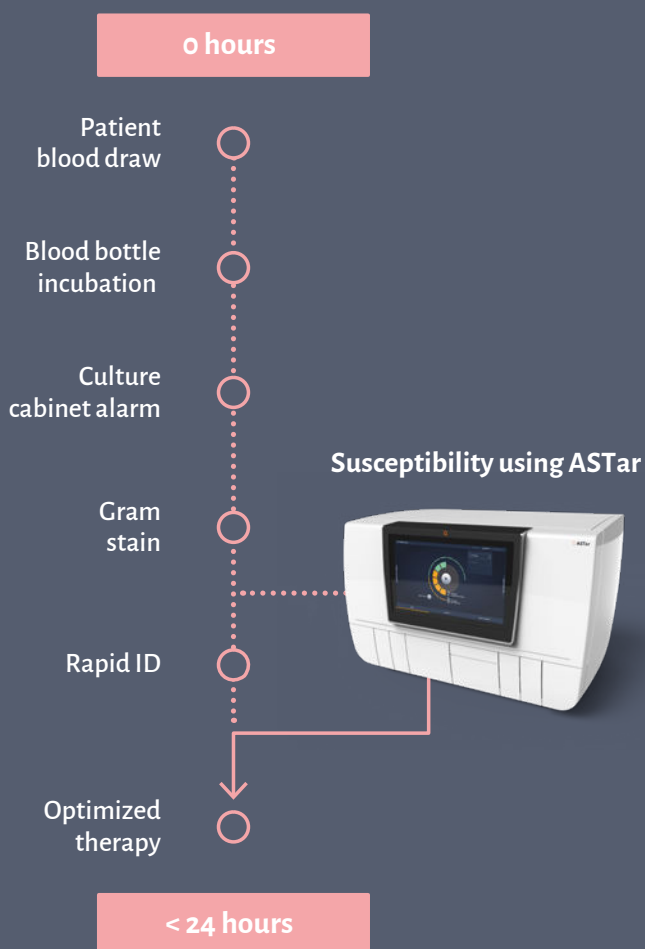 0 hours
Patient
blood draw
Blood bottle
incubation
Culture
cabinet alarm
Gram
stain
Susceptibility using ASTar
ASTar
Rapid ID
Optimized
therapy
< 24 hours